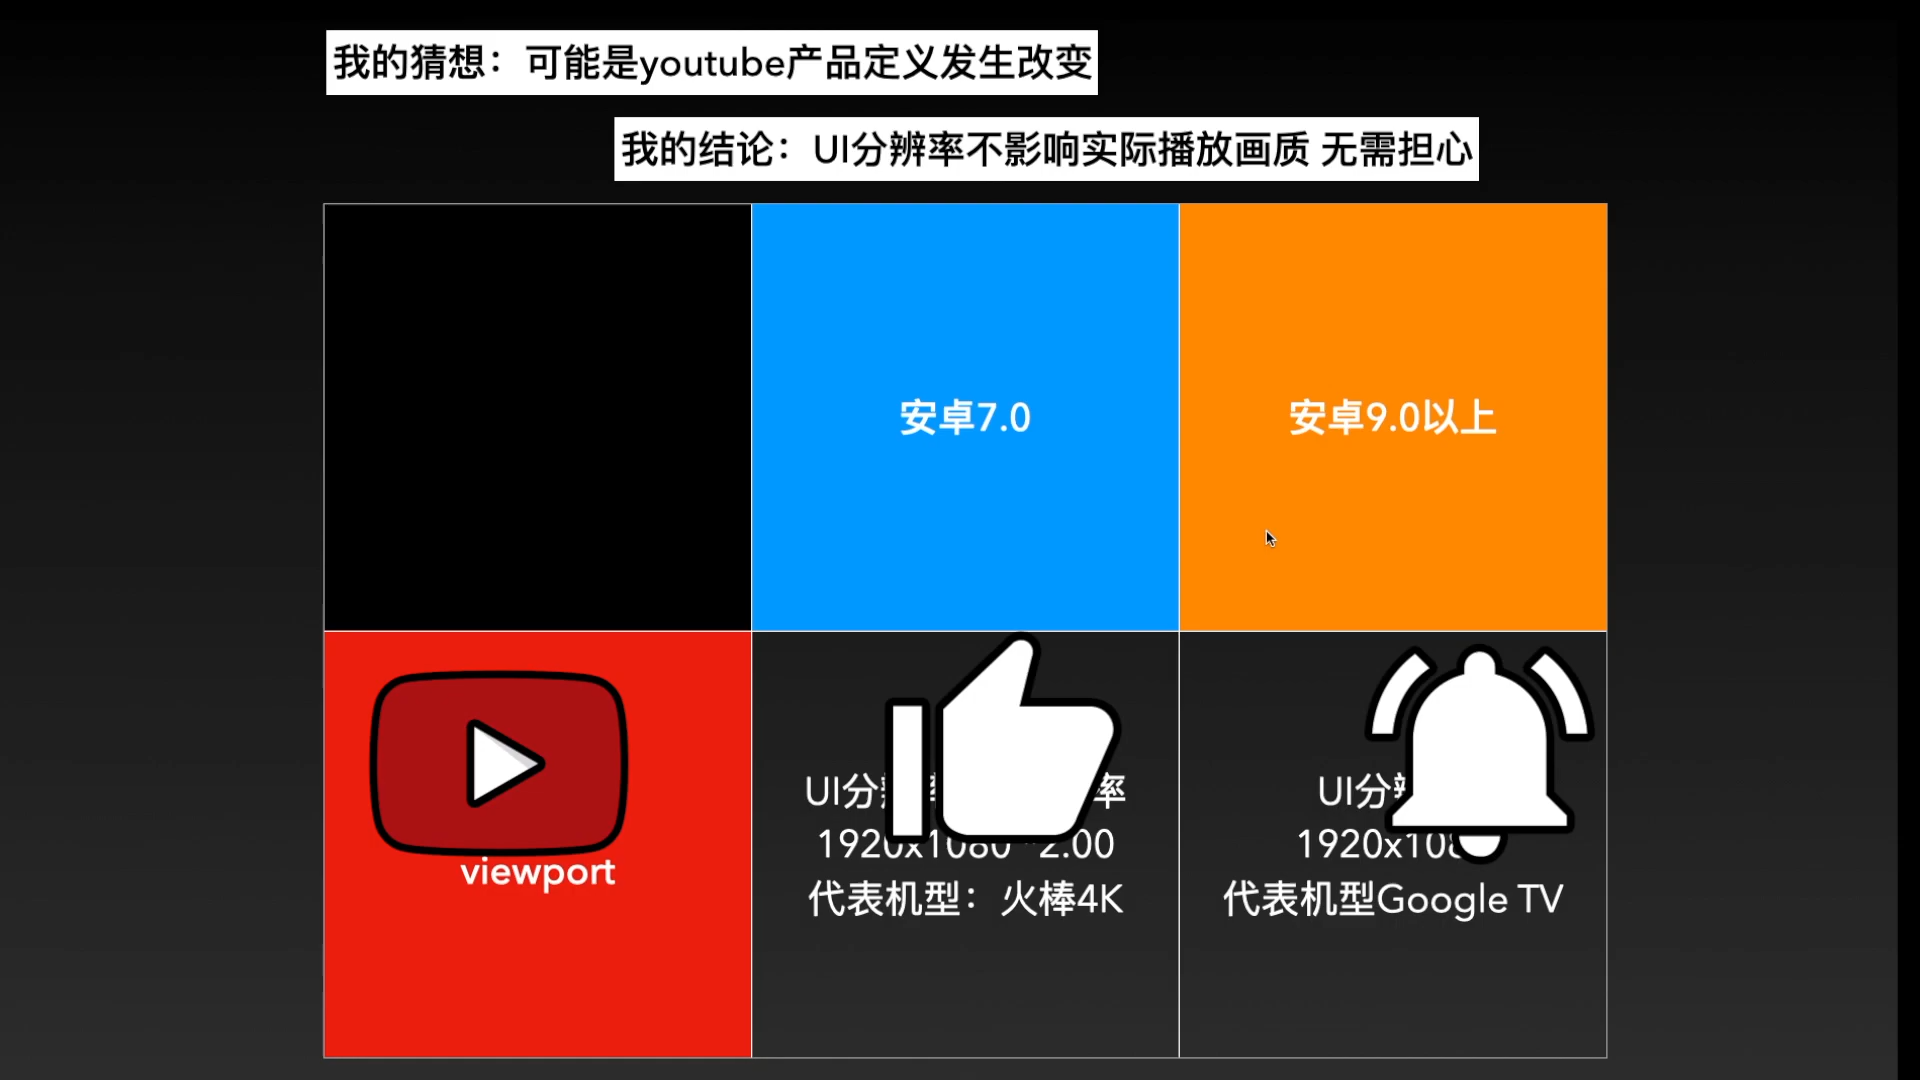 我的猜想：可能是youtube产品定义发生改变
我的结论：UI分辨率不影响实际播放画质 无需担心
安卓7.0
安卓9.0以上
viewport
UI分 率
1920x1080 2.00
代表机型：火棒4K
UI分
1920x108
代表机型Google TV